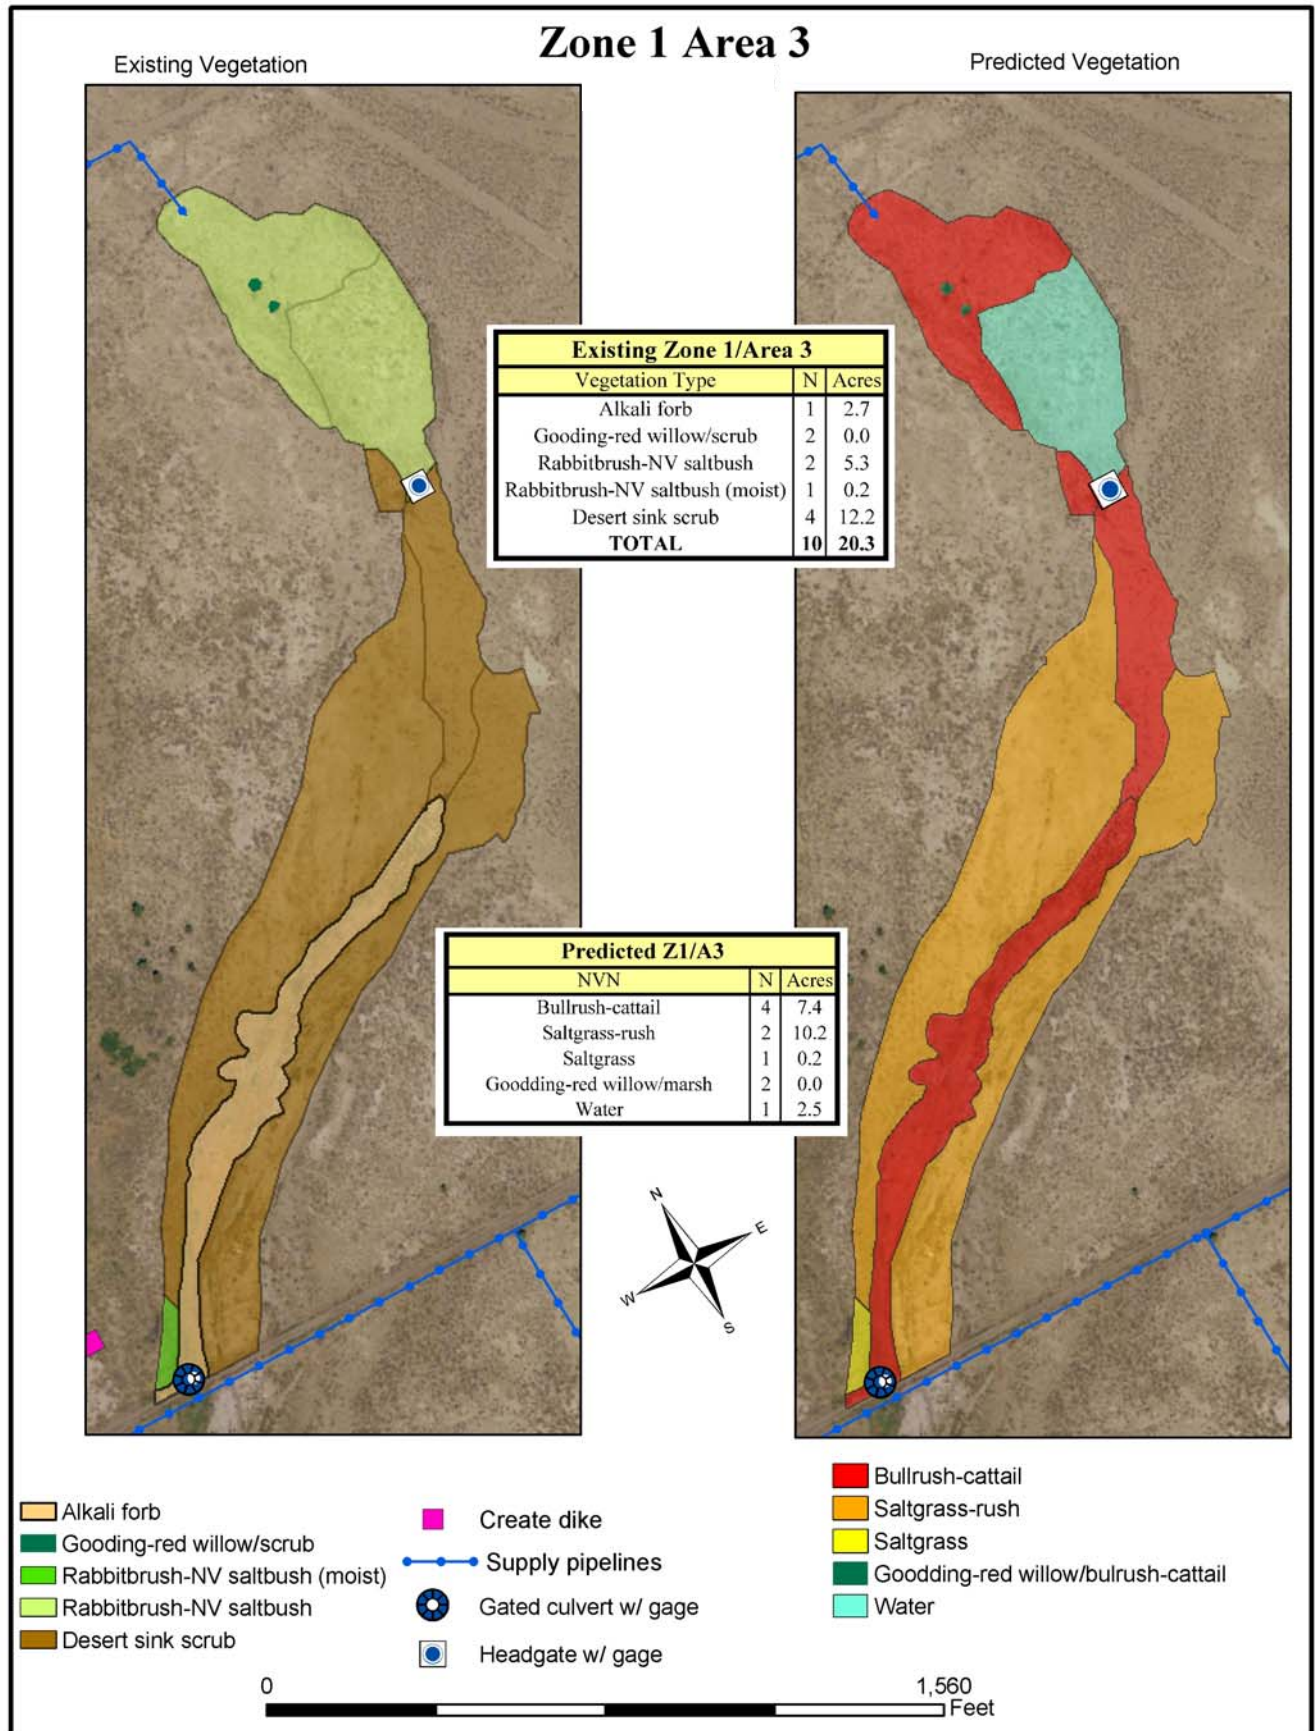 Zone 1 Area 3
Existing Vegetation
Predicted Vegetation
Existing Zone 1/Area 3
Vegetation Type N Acres
Alkali forb 1 2.7
Gooding-red willow/scrub 2 0.0
Rabbitbrush-NV saltbush 2 5.3
Rabbitbrush-NV saltbush (moist) 1 0.2
Desert sink scrub 4 12.2
TOTAL 10 20.3
Predicted Z1/A3
NVN N Acres
Bullrush-cattail 4 7.4
Saltgrass-rush 2 10.2
Saltgrass 1 0.2
Goodding-red willow/marsh 2 0.0
Water 1 2.5
N
E
W
S
Alkali forb
Gooding-red willow/scrub
Rabbitbrush-NV saltbush (moist)
Rabbitbrush-NV saltbush
Desert sink scrub
Create dike
Supply pipelines
Gated culvert w/ gage
Headgate w/ gage
Bullrush-cattail
Saltgrass-rush
Saltgrass
Goodding-red willow/bulrush-cattail
Water
0 1,560
Feet